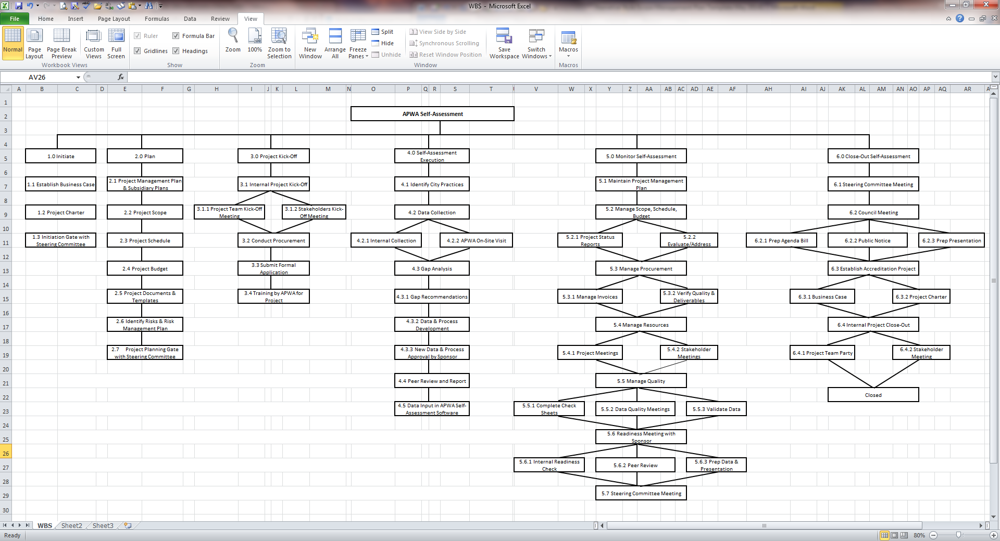 WBS - Microsoft Excel
File Home Insert Page Layout Formulas Data Review View
Normal Page Layout Page Break Preview Custom Views Full Screen
Workbook Views
Ruler Formula Bar
Gridlines Headings
Show
Zoom 100% Zoom to Selection
Zoom
New Window Arrange All Freeze Panes
Split
Hide
Unhide
View Side by Side
Synchronous Scrolling
Reset Window Position
Save Workspace Switch Windows
Window
Macros
Macros
AV26 fx
A B C D E F G H I J K L M N O P Q R S T V W X Y Z AA AB AC AD AE AF AH AI AJ AK AL AM AN AO AP AQ AR
1
2
APWA Self-Assessment
3
4
5
1.0 Initiate
2.0 Plan
3.0 Project Kick-Off
4.0 Self-Assessment
Execution
5.0 Monitor Self-Assessment
6.0 Close-Out Self-Assessment
6
7
1.1 Establish Business Case
2.1 Project Management Plan
& Subsidiary Plans
3.1 Internal Project Kick-Off
4.1 Identify City Practices
5.1 Maintain Project Management
Plan
6.1 Steering Committee Meeting
8
9
1.2 Project Charter
2.2 Project Scope
3.1.1 Project Team Kick-Off
Meeting
3.1.2 Stakeholders Kick-
Off Meeting
4.2 Data Collection
5.2 Manage Scope, Schedule,
Budget
6.2 Council Meeting
10
11
1.3 Initiation Gate with
Steering Committee
2.3 Project Schedule
3.2 Conduct Procurement
4.2.1 Internal Collection
4.2.2 APWA On-Site Visit
5.2.1 Project Status
Reports
5.2.2
Evaluate/Address
6.2.1 Prep Agenda Bill
6.2.2 Public Notice
6.2.3 Prep Presentation
12
13
2.4 Project Budget
3.3 Submit Formal
Application
4.3 Gap Analysis
5.3 Manage Procurement
6.3 Establish Accreditation Project
14
15
2.5 Project Documents &
Templates
3.4 Training by APWA for
Project
4.3.1 Gap Recommendations
5.3.1 Manage Invoices
5.3.2 Verify Quality &
Deliverables
6.3.1 Business Case
6.3.2 Project Charter
16
17
2.6 Identify Risks & Risk
Management Plan
4.3.2 Data & Process
Development
5.4 Manage Resources
6.4 Internal Project Close-Out
18
19
2.7 Project Planning Gate
with Steering Committee
4.3.3 New Data & Process
Approval by Sponsor
5.4.1 Project Meetings
5.4.2 Stakeholder
Meetings
6.4.1 Project Team Party
6.4.2 Stakeholder
Meeting
20
21
4.4 Peer Review and Report
5.5 Manage Quality
22
Closed
23
4.5 Data Input in APWA Self-
Assessment Software
5.5.1 Complete Check
Sheets
5.5.2 Data Quality Meetings
5.5.3 Validate Data
24
25
5.6 Readiness Meeting with
Sponsor
26
27
5.6.1 Internal Readiness
Check
5.6.2 Peer Review
5.6.3 Prep Data &
Presentation
28
29
5.7 Steering Committee Meeting
30
WBS Sheet2 Sheet3
Ready 80%